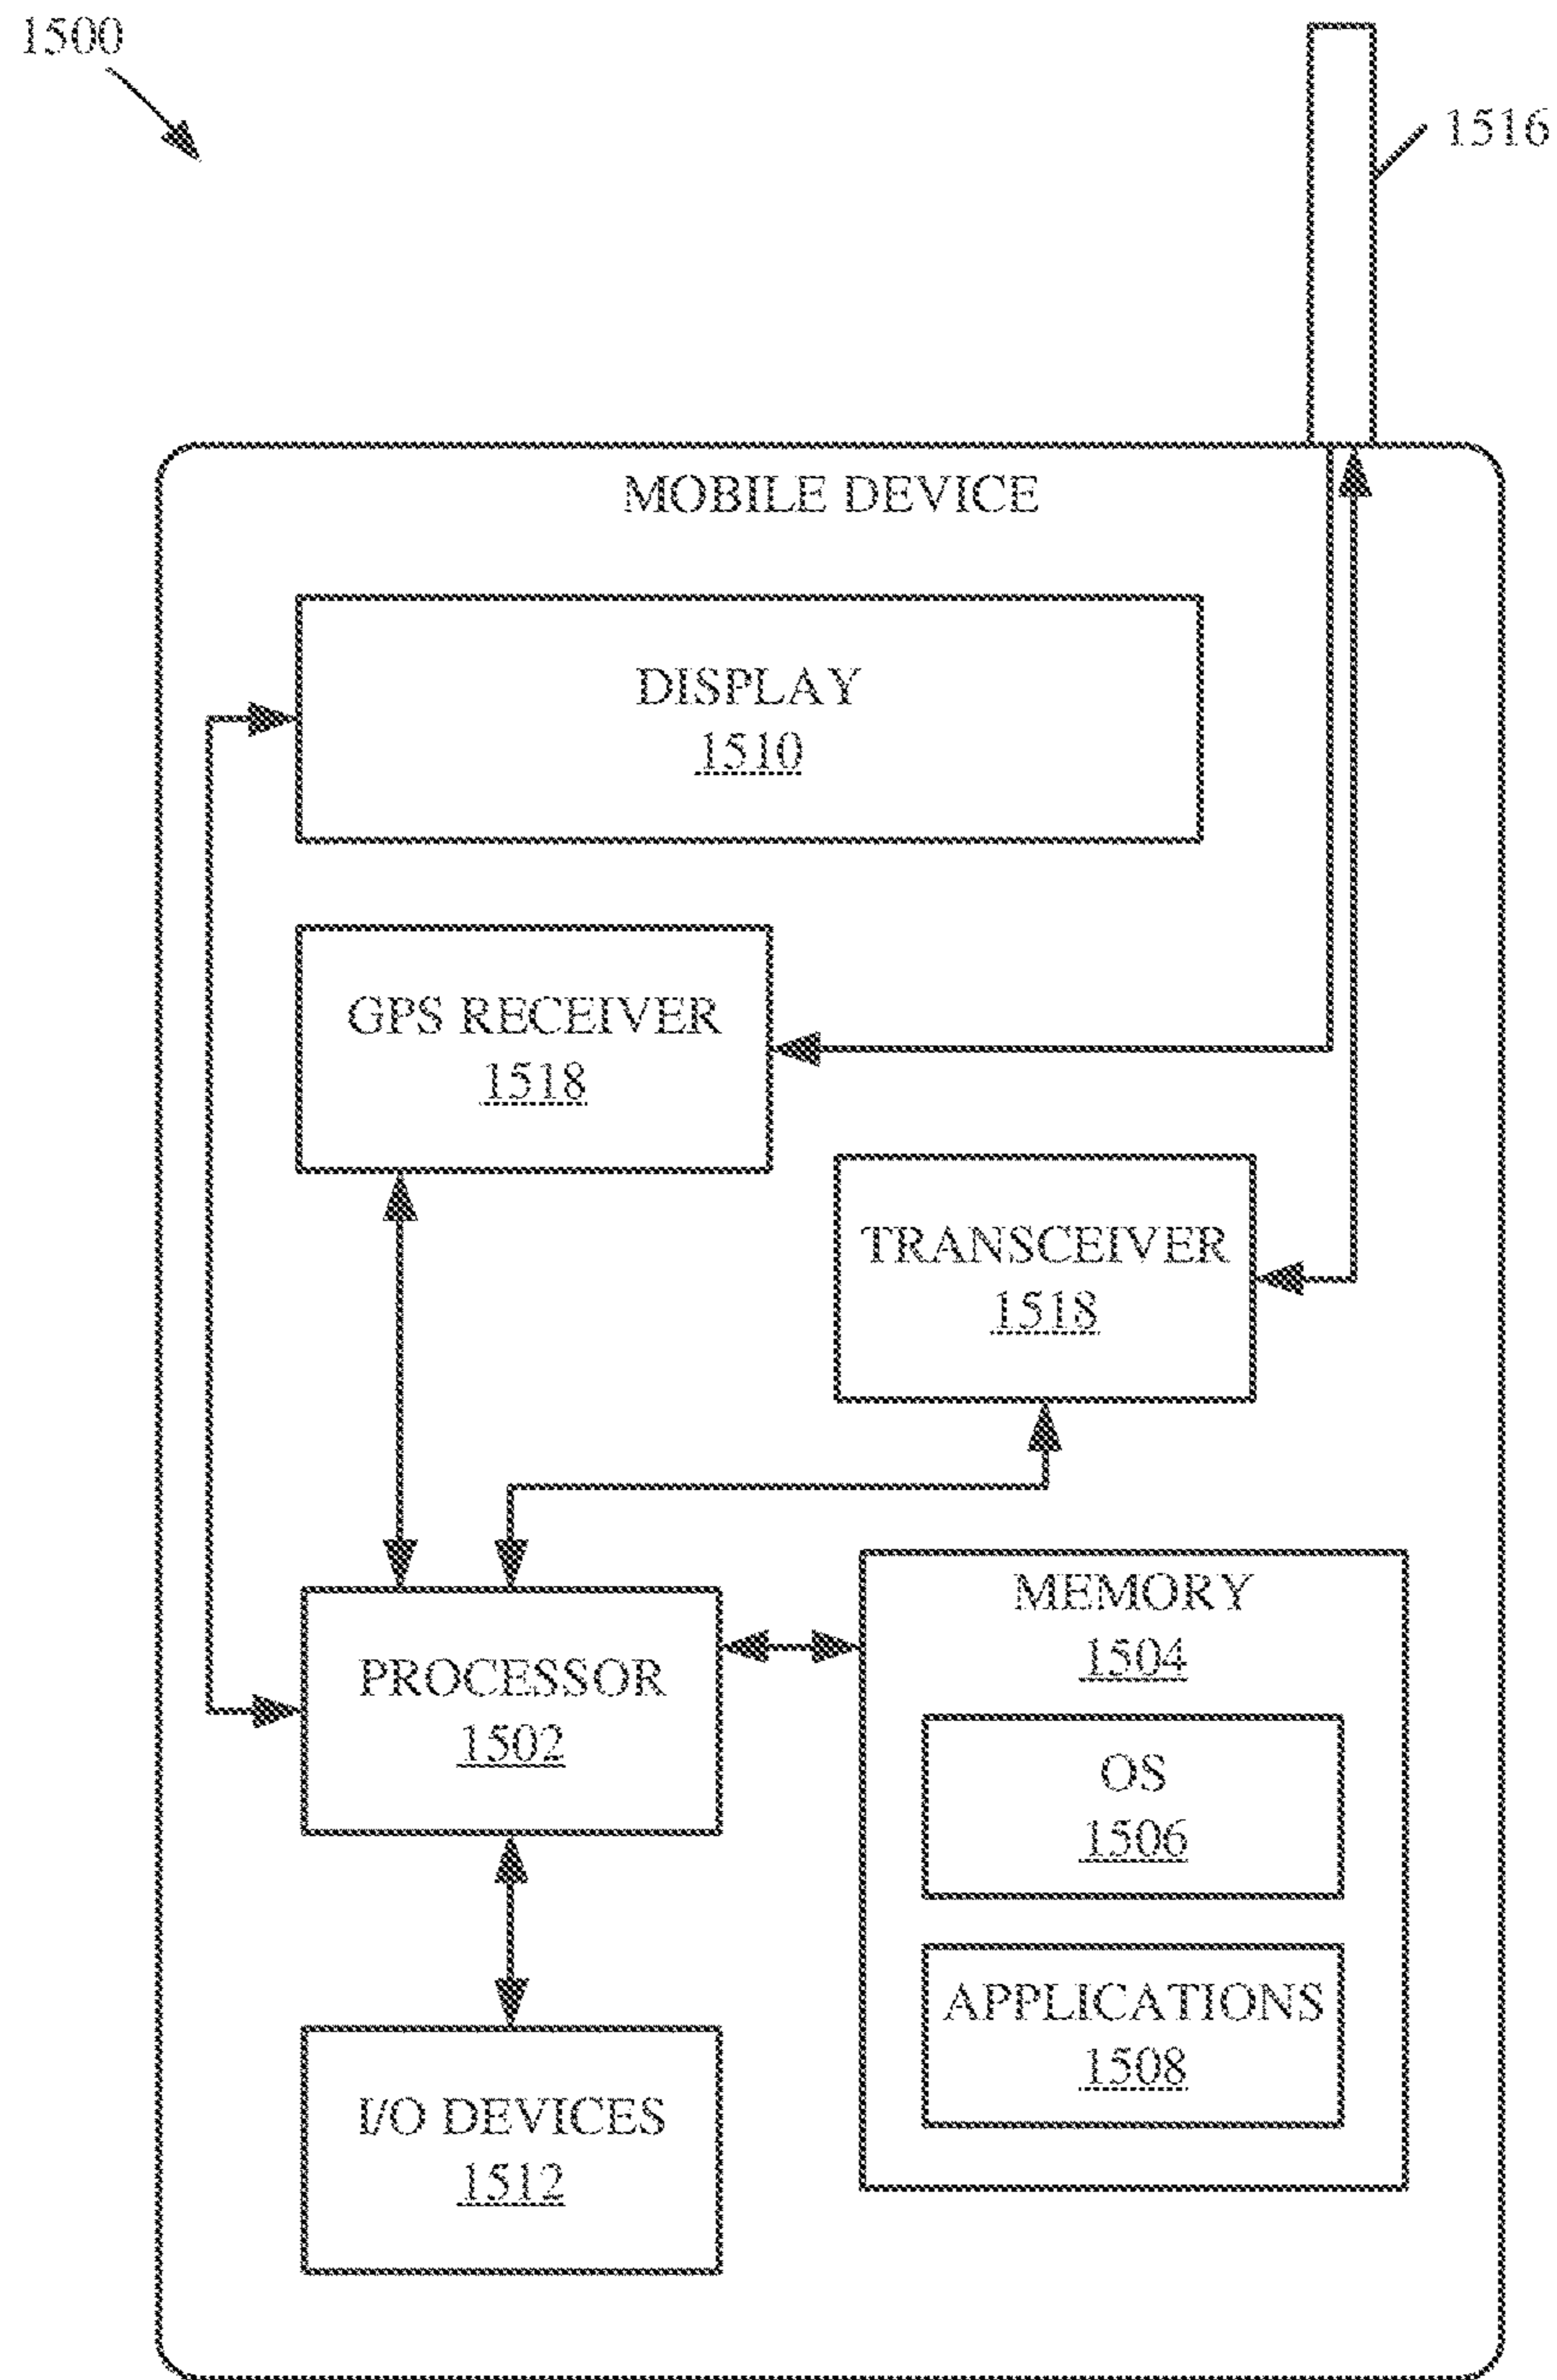 1500
1516
MOBILE DEVICE
DISPLAY
1510
GPS RECEIVER
1518
TRANSCEIVER
1518
PROCESSOR
1502
MEMORY
1504
OS
1506
APPLICATIONS
1508
I/O DEVICES
1512